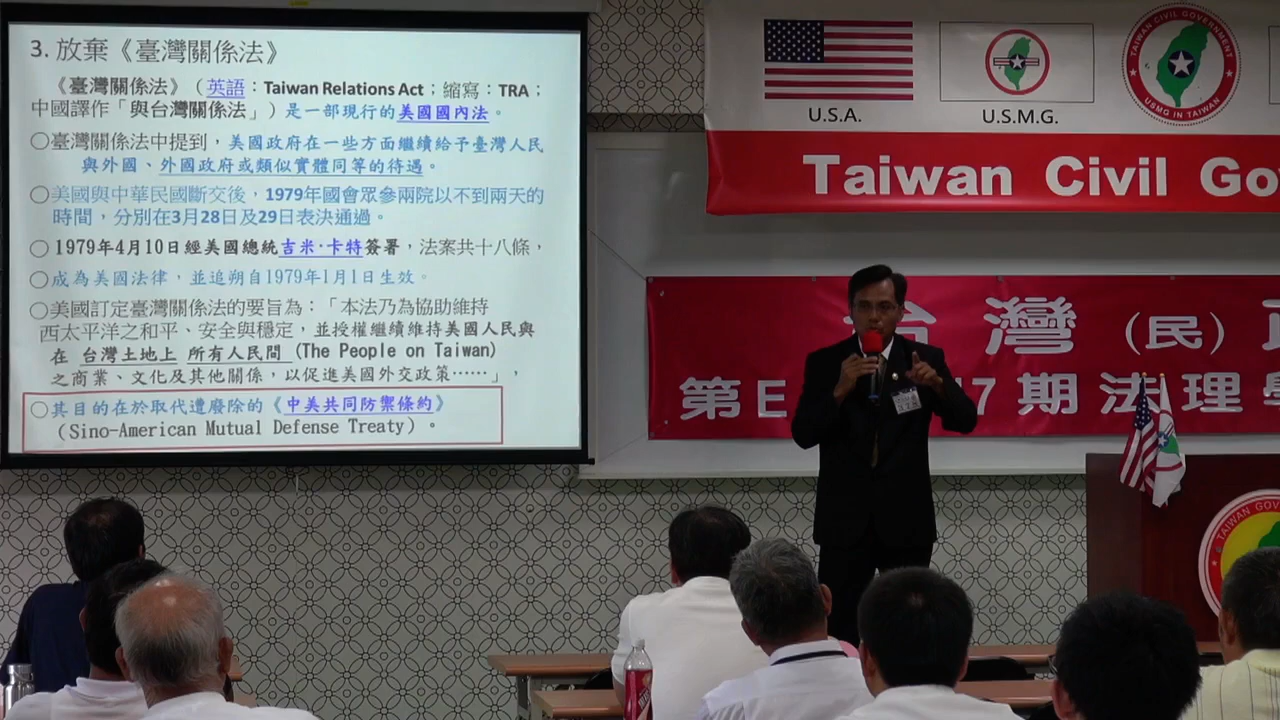 3. 放棄《臺灣關係法》
《臺灣關係法》（英語：Taiwan Relations Act；縮寫：TRA；
中國譯作「與台灣關係法」）是一部現行的美國國內法。
○臺灣關係法中提到，美國政府在一些方面繼續給予臺灣人民
與外國、外國政府或類似實體同等的待遇。
○美國與中華民國斷交後，1979年國會眾參兩院以不到兩天的
時間，分別在3月28日及29日表決通過。
○1979年4月10日經美國總統吉米·卡特簽署，法案共十八條，
○成為美國法律，並追朔自1979年1月1日生效。
○美國訂定臺灣關係法的要旨為：「本法乃為協助維持
西太平洋之和平、安全與穩定，並授權繼續維持美國人民與
在 台灣土地上 所有人民間 (The People on Taiwan)
之商業、文化及其他關係，以促進美國外交政策……」，
○其目的在於取代遭廢除的《中美共同防禦條約》
（Sino-American Mutual Defense Treaty）。
U.S.A.
U.S.M.G.
TAIWAN CIVIL GOVERNMENT
USMG IN TAIWAN
Taiwan Civil Go
台灣（民）政
第E 7期法理學
TAIWAN GOV